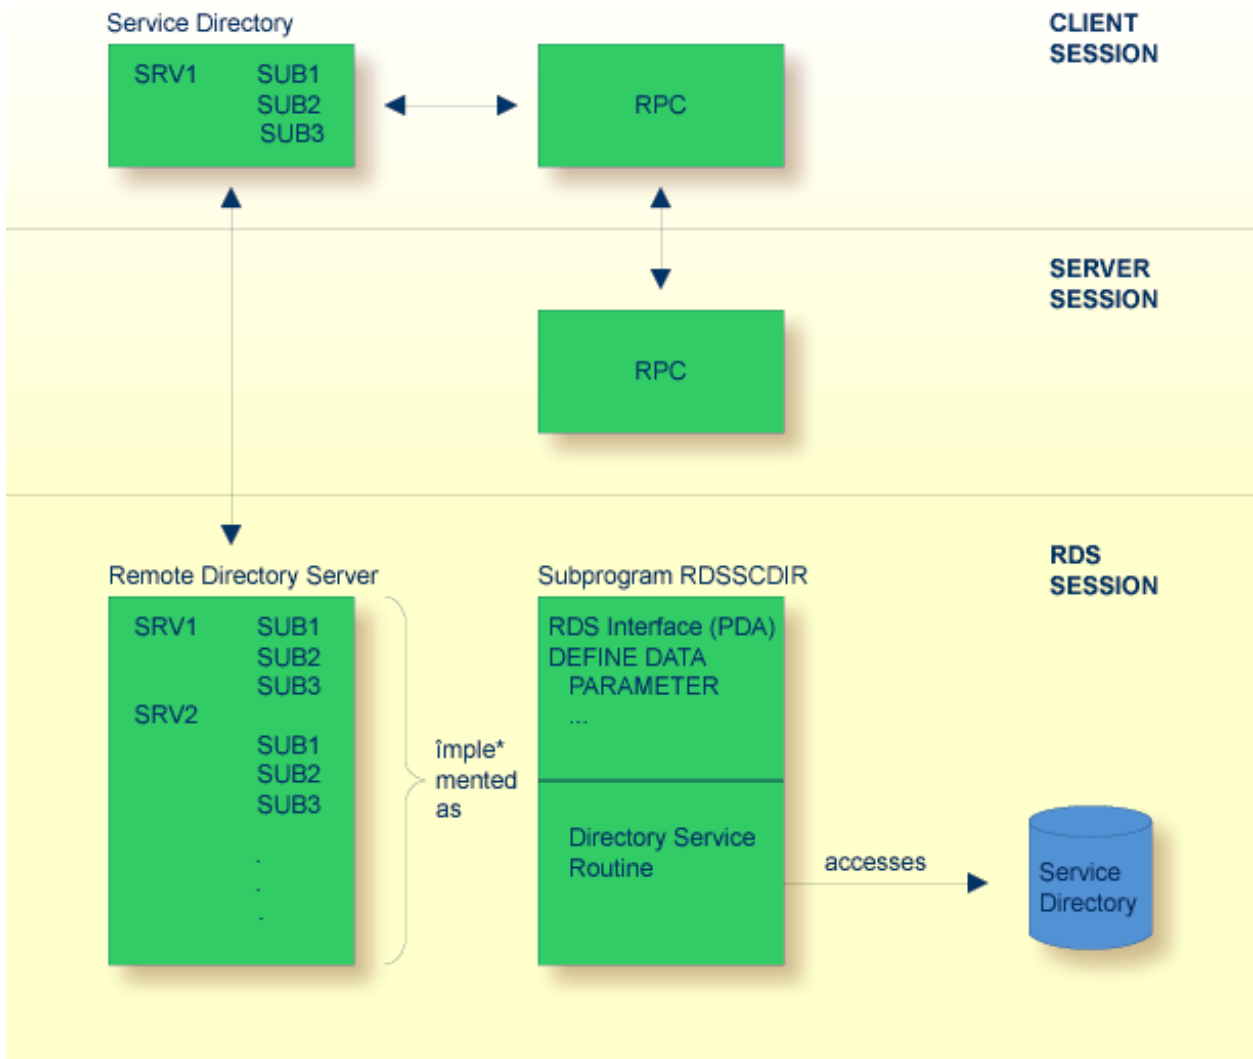 Service Directory
CLIENT
SESSION
SRV1 SUB1
SUB2
SUB3
RPC
SERVER
SESSION
RPC
RDS
SESSION
Remote Directory Server
Subprogram RDSSCDIR
SRV1 SUB1
SUB2
SUB3
SRV2
SUB1
SUB2
SUB3
.
.
.
împle*
mented
as
RDS Interface (PDA)
DEFINE DATA
PARAMETER
...
Directory Service
Routine
accesses
Service
Directory